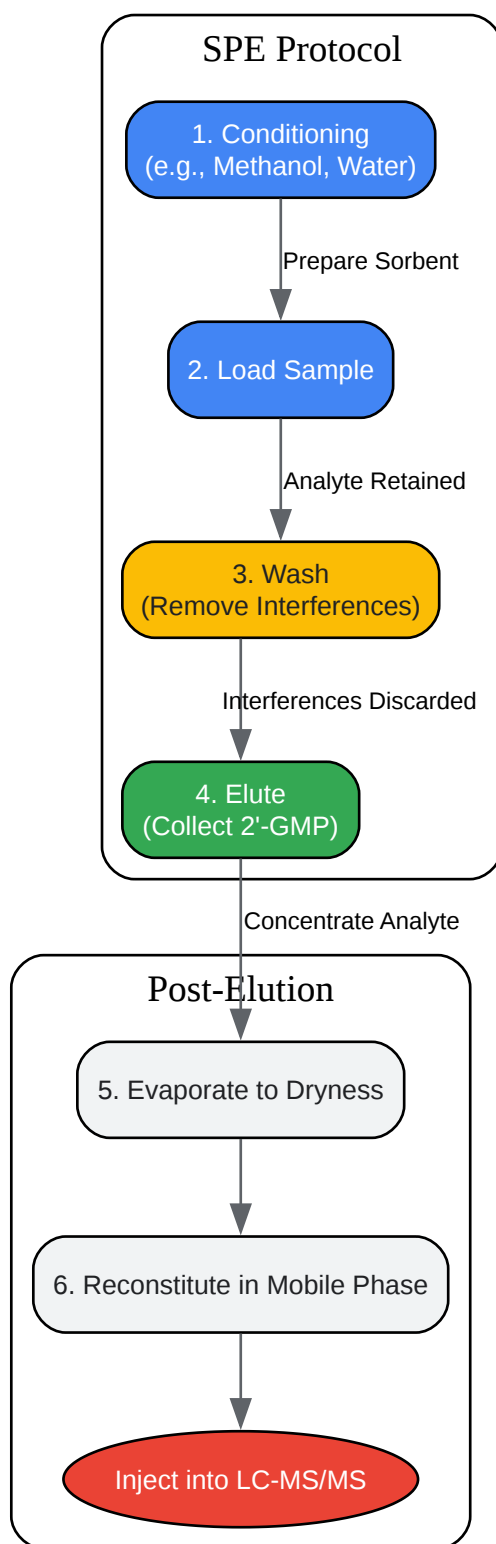 SPE Protocol
1. Conditioning
(e.g., Methanol, Water)
Prepare Sorbent
2. Load Sample
Analyte Retained
3. Wash
(Remove Interferences)
Interferences Discarded
4. Elute
(Collect 2'-GMP)
Concentrate Analyte
Post-Elution
5. Evaporate to Dryness
6. Reconstitute in Mobile Phase
Inject into LC-MS/MS